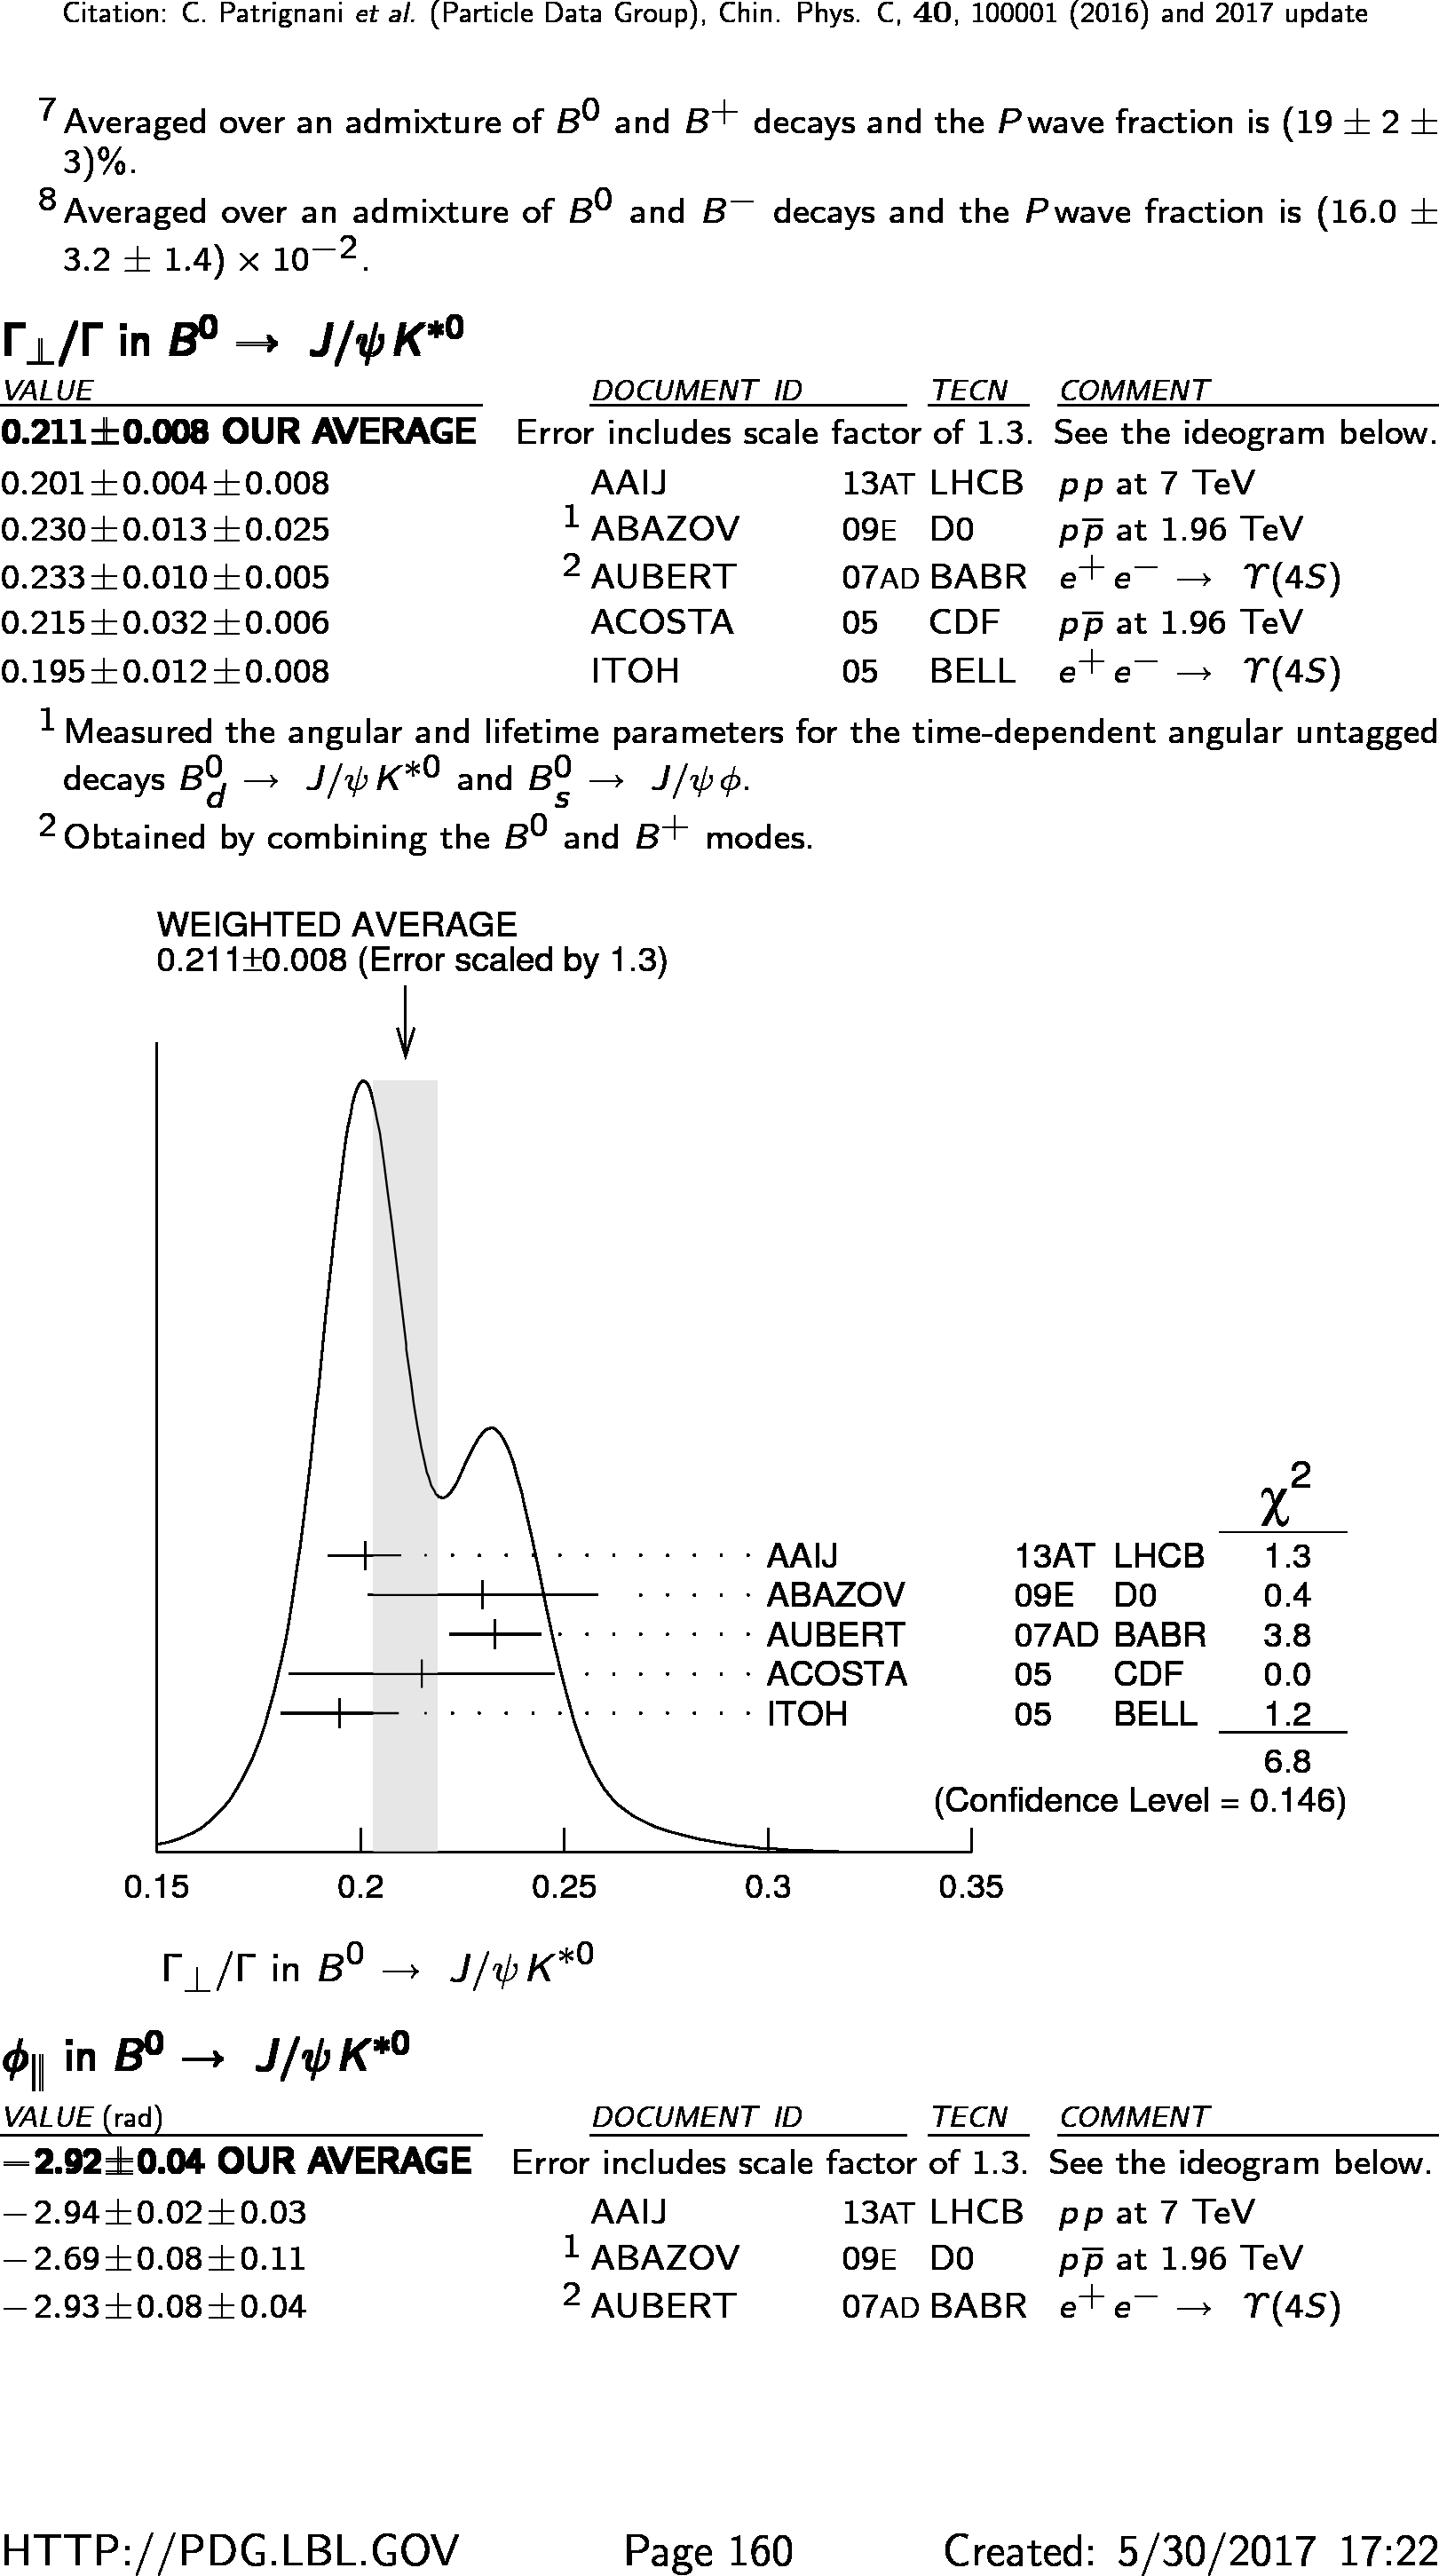 Citation: C. Patrignani et al. (Particle Data Group), Chin. Phys. C, 40, 100001 (2016) and 2017 update
7 Averaged over an admixture of B⁰ and B⁺ decays and the P wave fraction is (19 ± 2 ±
3)%.
8 Averaged over an admixture of B⁰ and B⁻ decays and the P wave fraction is (16.0 ±
3.2 ± 1.4) × 10⁻².
Γ⊥/Γ in B⁰ → J/ψ K*⁰
VALUE DOCUMENT ID TECN COMMENT
0.211±0.008 OUR AVERAGE Error includes scale factor of 1.3. See the ideogram below.
0.201±0.004±0.008 AAIJ 13AT LHCB pp at 7 TeV
0.230±0.013±0.025 1 ABAZOV 09E D0 pp̅ at 1.96 TeV
0.233±0.010±0.005 2 AUBERT 07AD BABR e⁺e⁻ → ϒ(4S)
0.215±0.032±0.006 ACOSTA 05 CDF pp̅ at 1.96 TeV
0.195±0.012±0.008 ITOH 05 BELL e⁺e⁻ → ϒ(4S)
1 Measured the angular and lifetime parameters for the time-dependent angular untagged
decays B⁰_d → J/ψ K*⁰ and B⁰_s → J/ψ φ.
2 Obtained by combining the B⁰ and B⁺ modes.
WEIGHTED AVERAGE
0.211±0.008 (Error scaled by 1.3)
χ²
AAIJ 13AT LHCB 1.3
ABAZOV 09E D0 0.4
AUBERT 07AD BABR 3.8
ACOSTA 05 CDF 0.0
ITOH 05 BELL 1.2
6.8
(Confidence Level = 0.146)
0.15 0.2 0.25 0.3 0.35
Γ⊥/Γ in B⁰ → J/ψ K*⁰
φ∥ in B⁰ → J/ψ K*⁰
VALUE (rad) DOCUMENT ID TECN COMMENT
−2.92±0.04 OUR AVERAGE Error includes scale factor of 1.3. See the ideogram below.
−2.94±0.02±0.03 AAIJ 13AT LHCB pp at 7 TeV
−2.69±0.08±0.11 1 ABAZOV 09E D0 pp̅ at 1.96 TeV
−2.93±0.08±0.04 2 AUBERT 07AD BABR e⁺e⁻ → ϒ(4S)
HTTP://PDG.LBL.GOV Page 160 Created: 5/30/2017 17:22